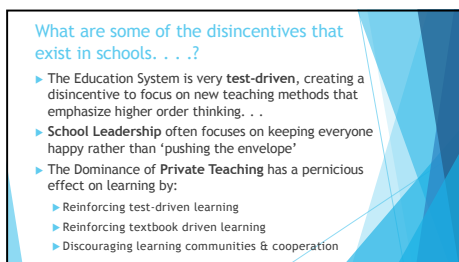 What are some of the disincentives that
exist in schools. . . .?
The Education System is very test-driven, creating a
disincentive to focus on new teaching methods that
emphasize higher order thinking. . .
School Leadership often focuses on keeping everyone
happy rather than ‘pushing the envelope’
The Dominance of Private Teaching has a pernicious
effect on learning by:
Reinforcing test-driven learning
Reinforcing textbook driven learning
Discouraging learning communities & cooperation